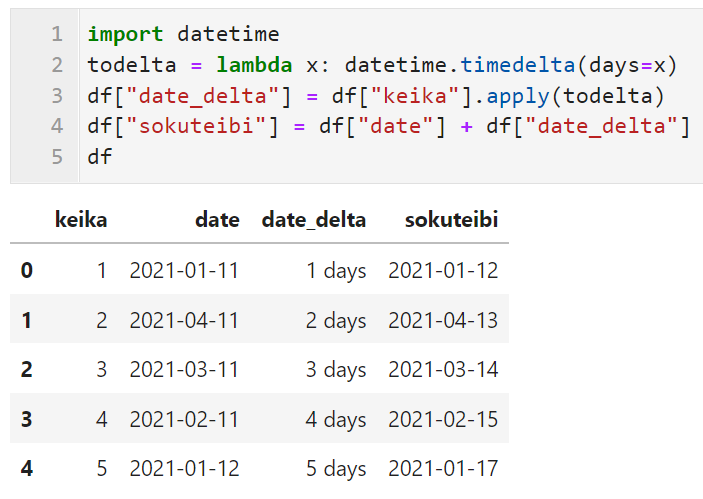 1 import datetime
2 todelta = lambda x: datetime.timedelta(days=x)
3 df["date_delta"] = df["keika"].apply(todelta)
4 df["sokuteibi"] = df["date"] + df["date_delta"]
5 df
keika date date_delta sokuteibi
0 1 2021-01-11 1 days 2021-01-12
1 2 2021-04-11 2 days 2021-04-13
2 3 2021-03-11 3 days 2021-03-14
3 4 2021-02-11 4 days 2021-02-15
4 5 2021-01-12 5 days 2021-01-17